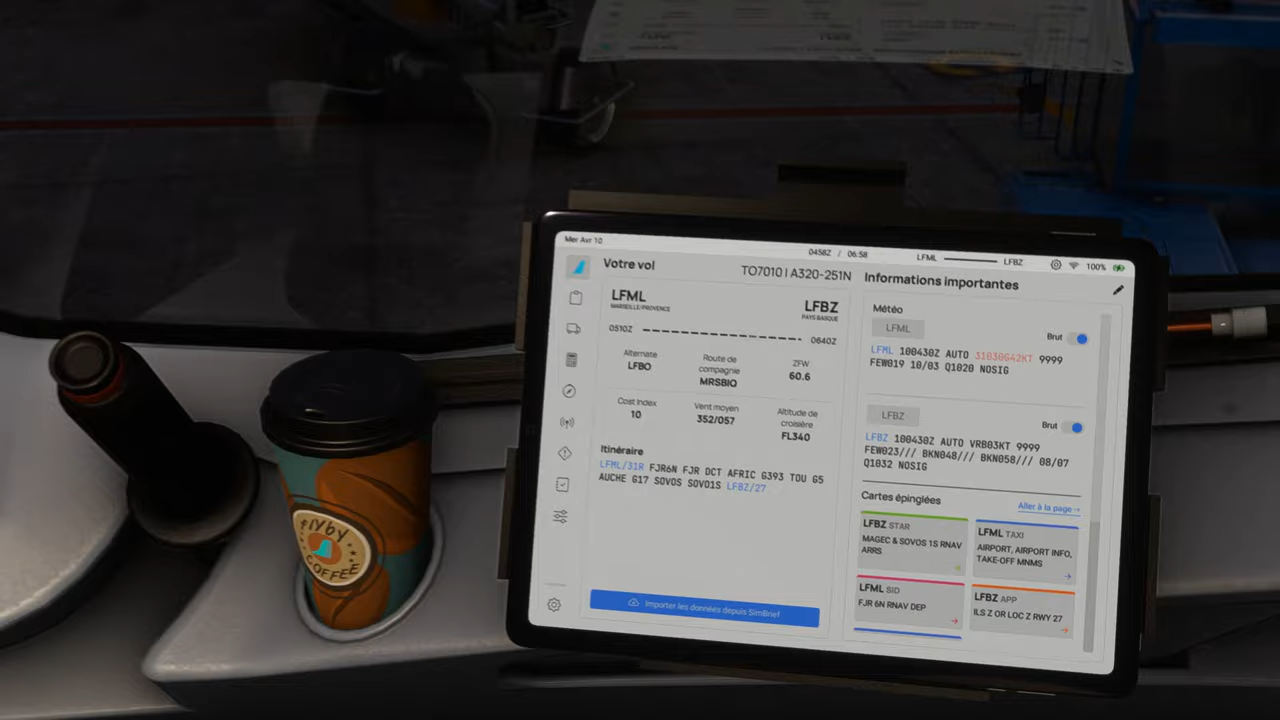 Mer Avr 10
0458Z / 06:58
LFML
LFBZ
100%
Votre vol
TO7010 | A320-251N
LFML
LFBZ
MARSEILLE/PROVENCE
PAYS BASQUE
0510Z
0640Z
Alternate
LFBO
Route de
compagnie
MRSBIQ
ZFW
60.6
Cost Index
10
Vent moyen
352/057
Altitude de
croisière
FL340
Itinéraire
LFML/31R FJR6N FJR DCT AFRIC G393 TOU G5
AUCHE G17 SOVOS SOVO1S LFBZ/27
Importer les données depuis SimBrief
Informations importantes
Météo
LFML
Brut
LFML 100430Z AUTO 31030G42KT 9999
FEW019 10/03 Q1020 NOSIG
LFBZ
Brut
LFBZ 100430Z AUTO VRB03KT 9999
FEW023/// BKN048/// BKN058/// 08/07
Q1032 NOSIG
Cartes épinglées
Aller à la page
LFBZ STAR
MAGEC & SOVOS 1S RNAV
ARRS
LFML TAXI
AIRPORT, AIRPORT INFO,
TAKE-OFF MNMS
LFML SID
FJR 6N RNAV DEP
LFBZ APP
ILS Z OR LOC Z RWY 27
flyby
COFFEE